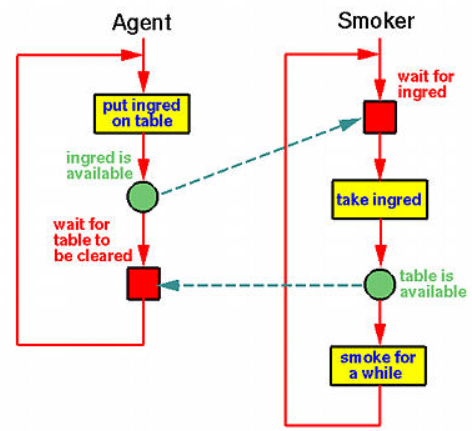 Agent
put ingred
on table
ingred is
available
wait for
table to
be cleared
Smoker
wait for
ingred
take ingred
table is
available
smoke for
a while